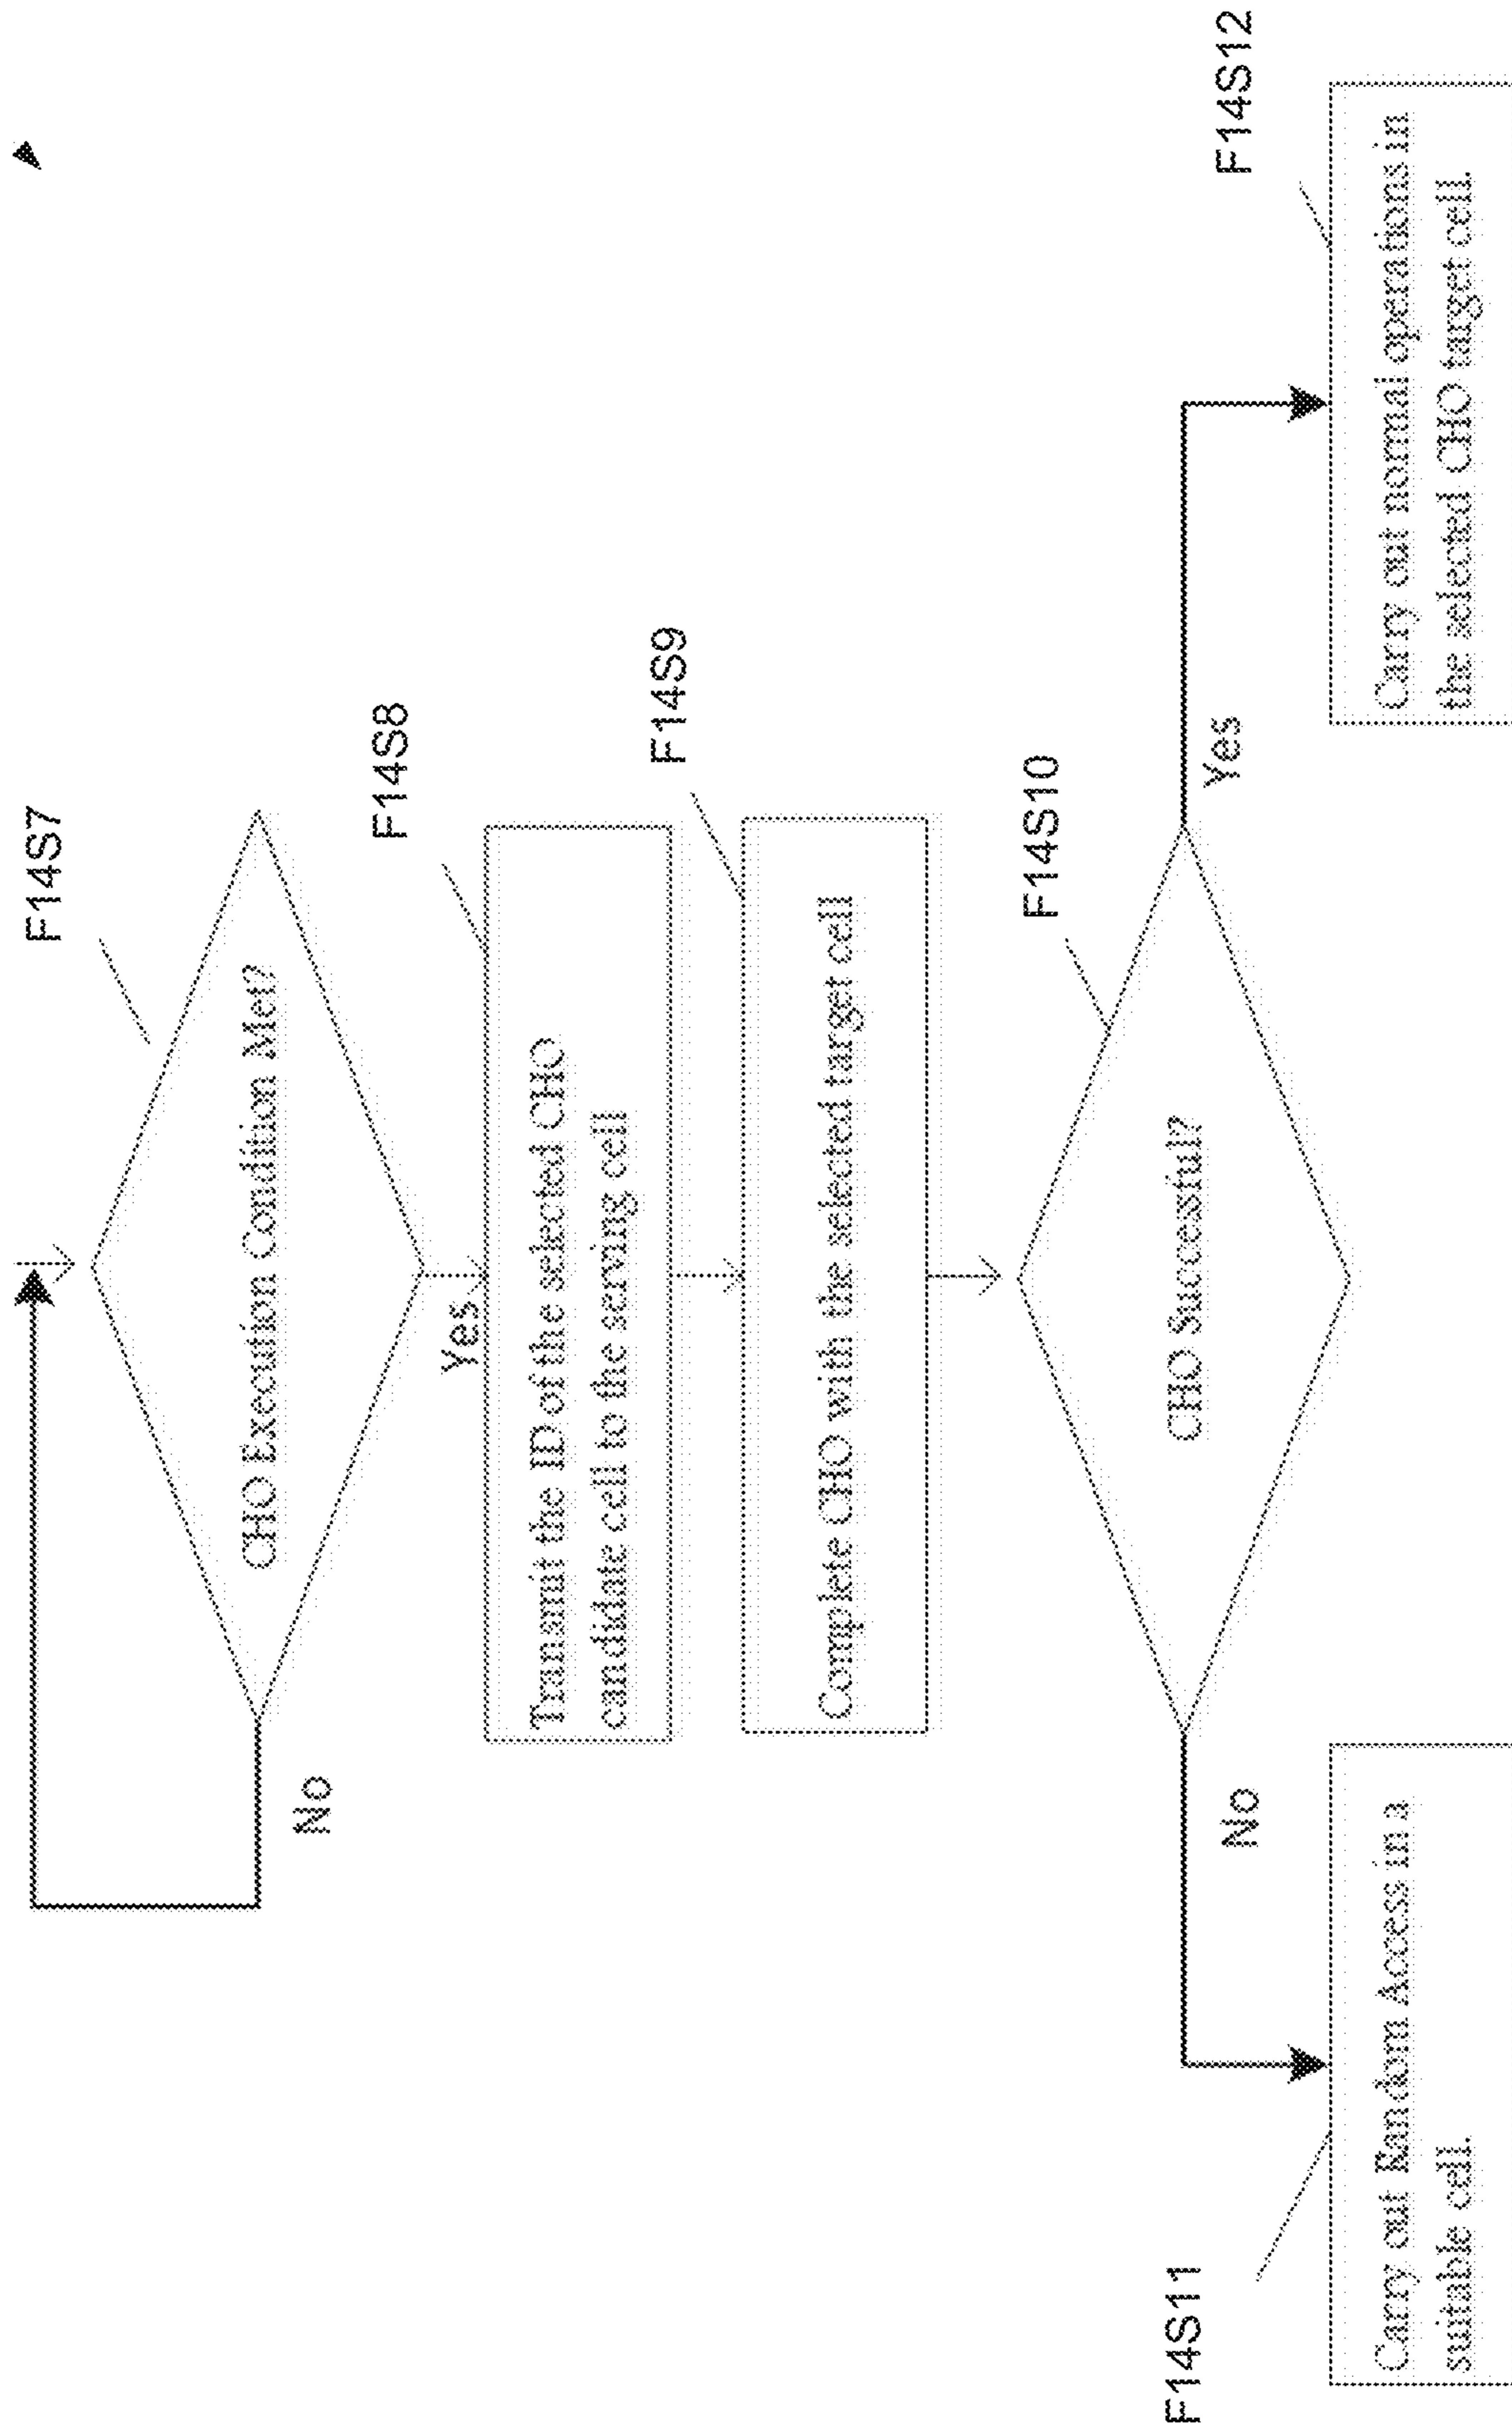 F14S7
CHO Execution Condition Met?
No
Yes
F14S8
Transmit the ID of the selected CHO
candidate cell to the serving cell
F14S9
Complete CHO with the selected target cell
F14S10
CHO Successful?
No
Yes
F14S11
Carry out Random Access in a
suitable cell.
F14S12
Carry out normal operations in
the selected CHO target cell.